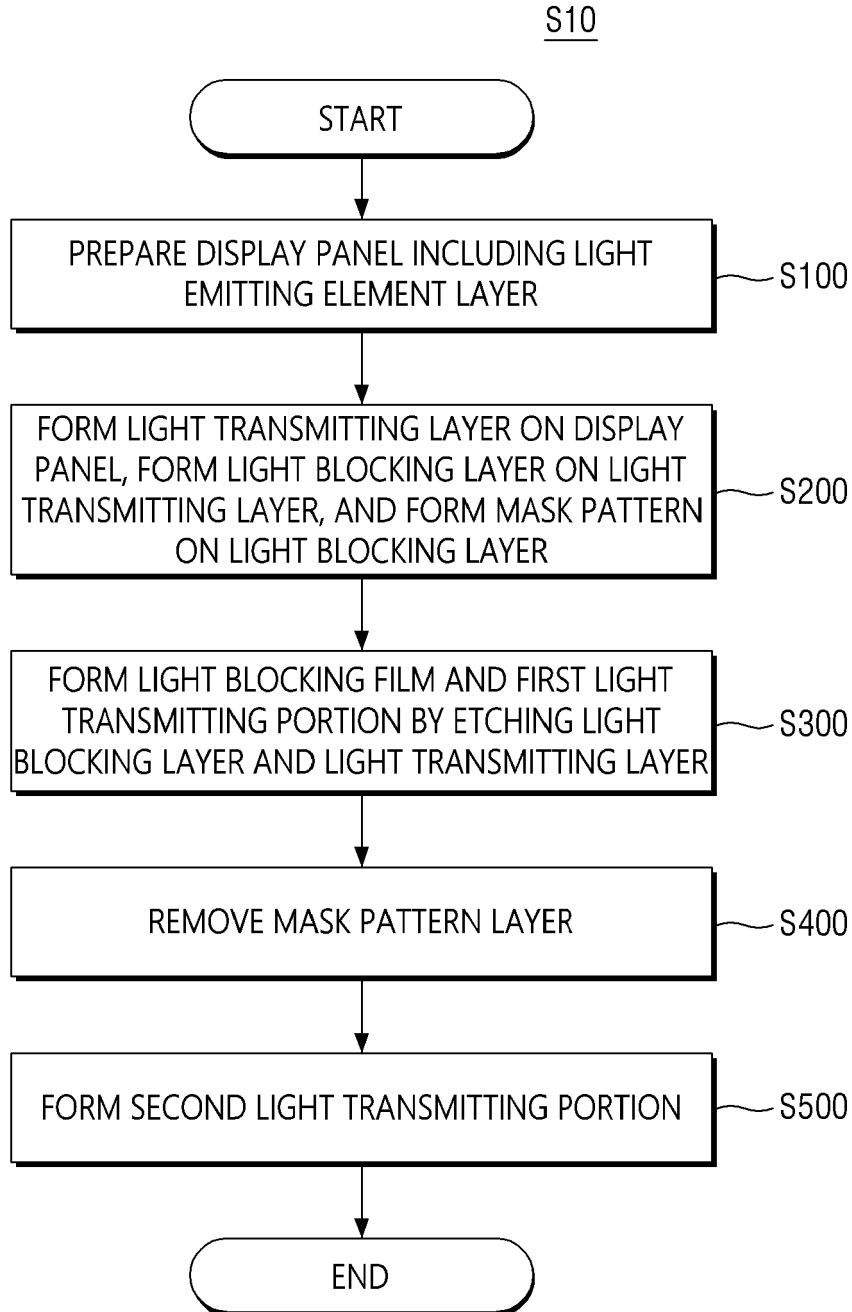 S10
START
PREPARE DISPLAY PANEL INCLUDING LIGHT
EMITTING ELEMENT LAYER
S100
FORM LIGHT TRANSMITTING LAYER ON DISPLAY
PANEL, FORM LIGHT BLOCKING LAYER ON LIGHT
TRANSMITTING LAYER, AND FORM MASK PATTERN
ON LIGHT BLOCKING LAYER
S200
FORM LIGHT BLOCKING FILM AND FIRST LIGHT
TRANSMITTING PORTION BY ETCHING LIGHT
BLOCKING LAYER AND LIGHT TRANSMITTING LAYER
S300
REMOVE MASK PATTERN LAYER
S400
FORM SECOND LIGHT TRANSMITTING PORTION
S500
END